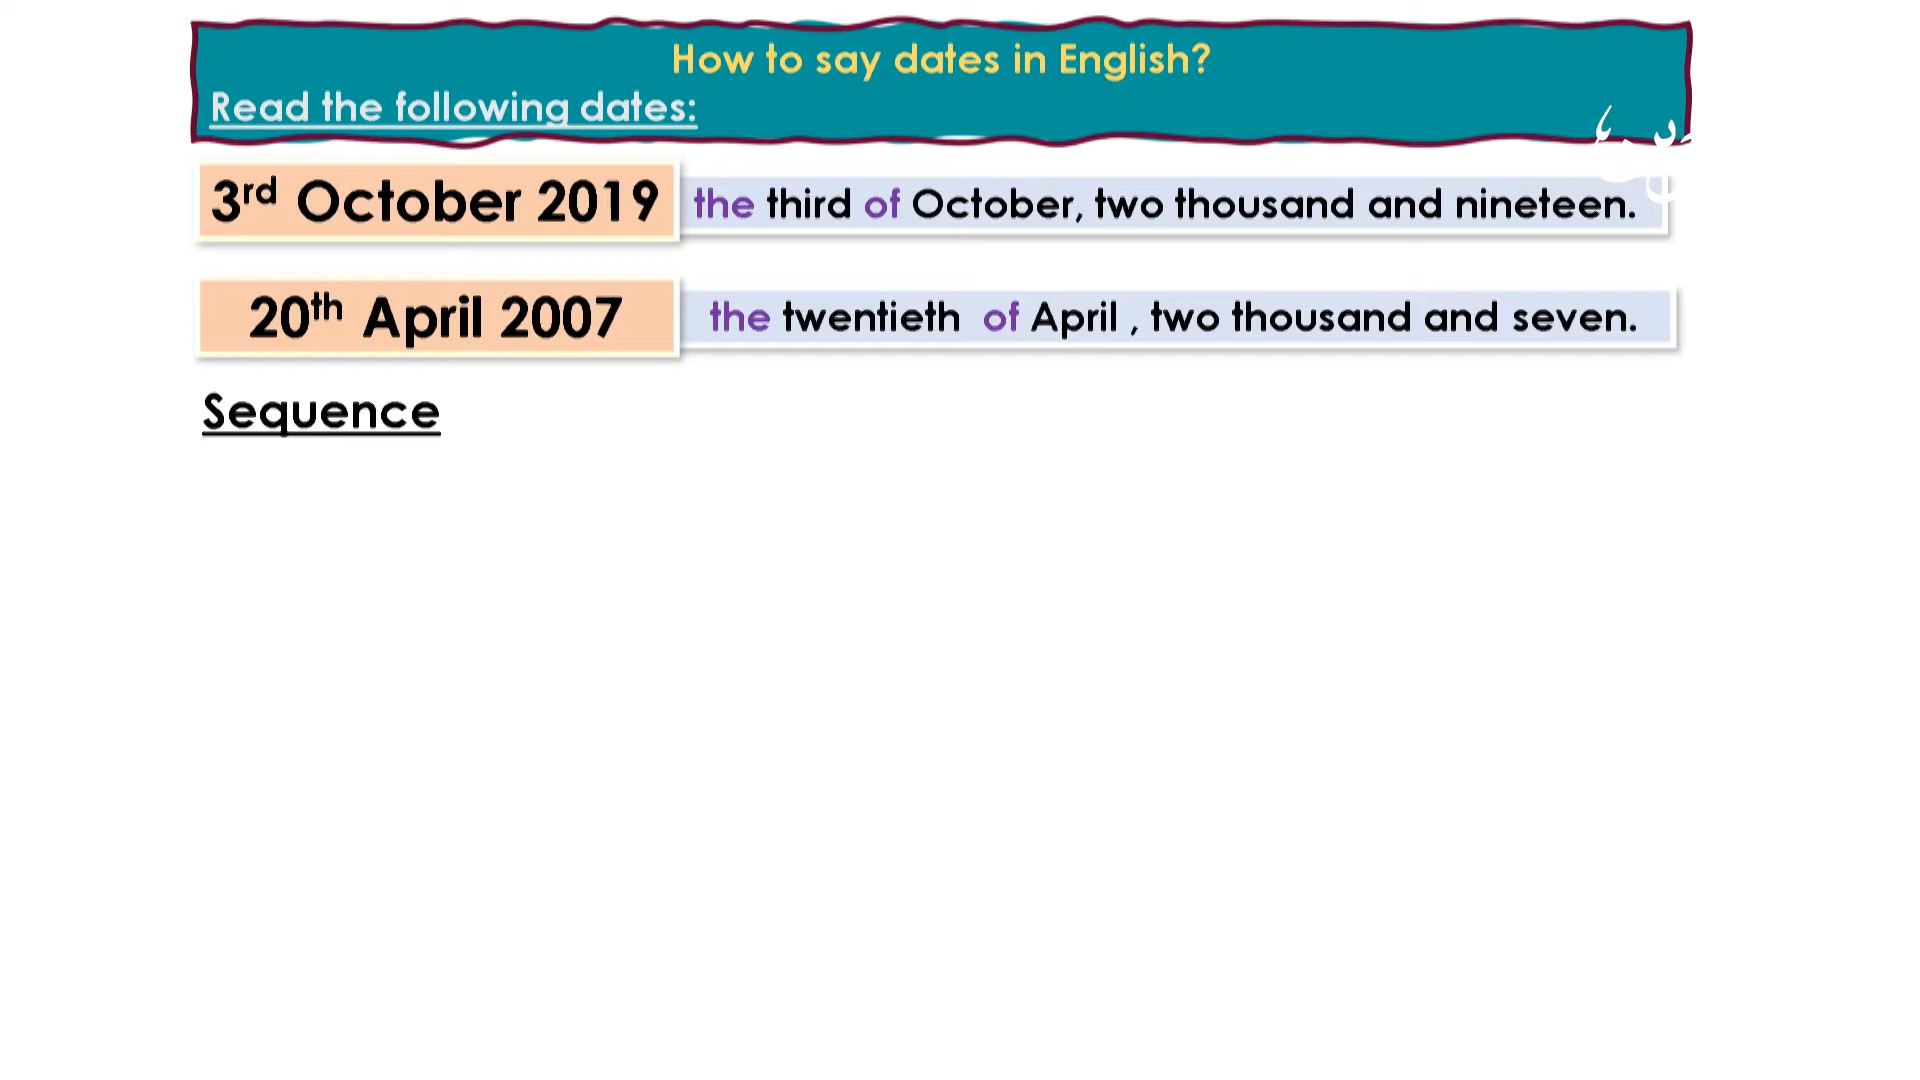 How to say dates in English?
Read the following dates:
3rd October 2019 the third of October, two thousand and nineteen.
20th April 2007 the twentieth of April , two thousand and seven.
Sequence